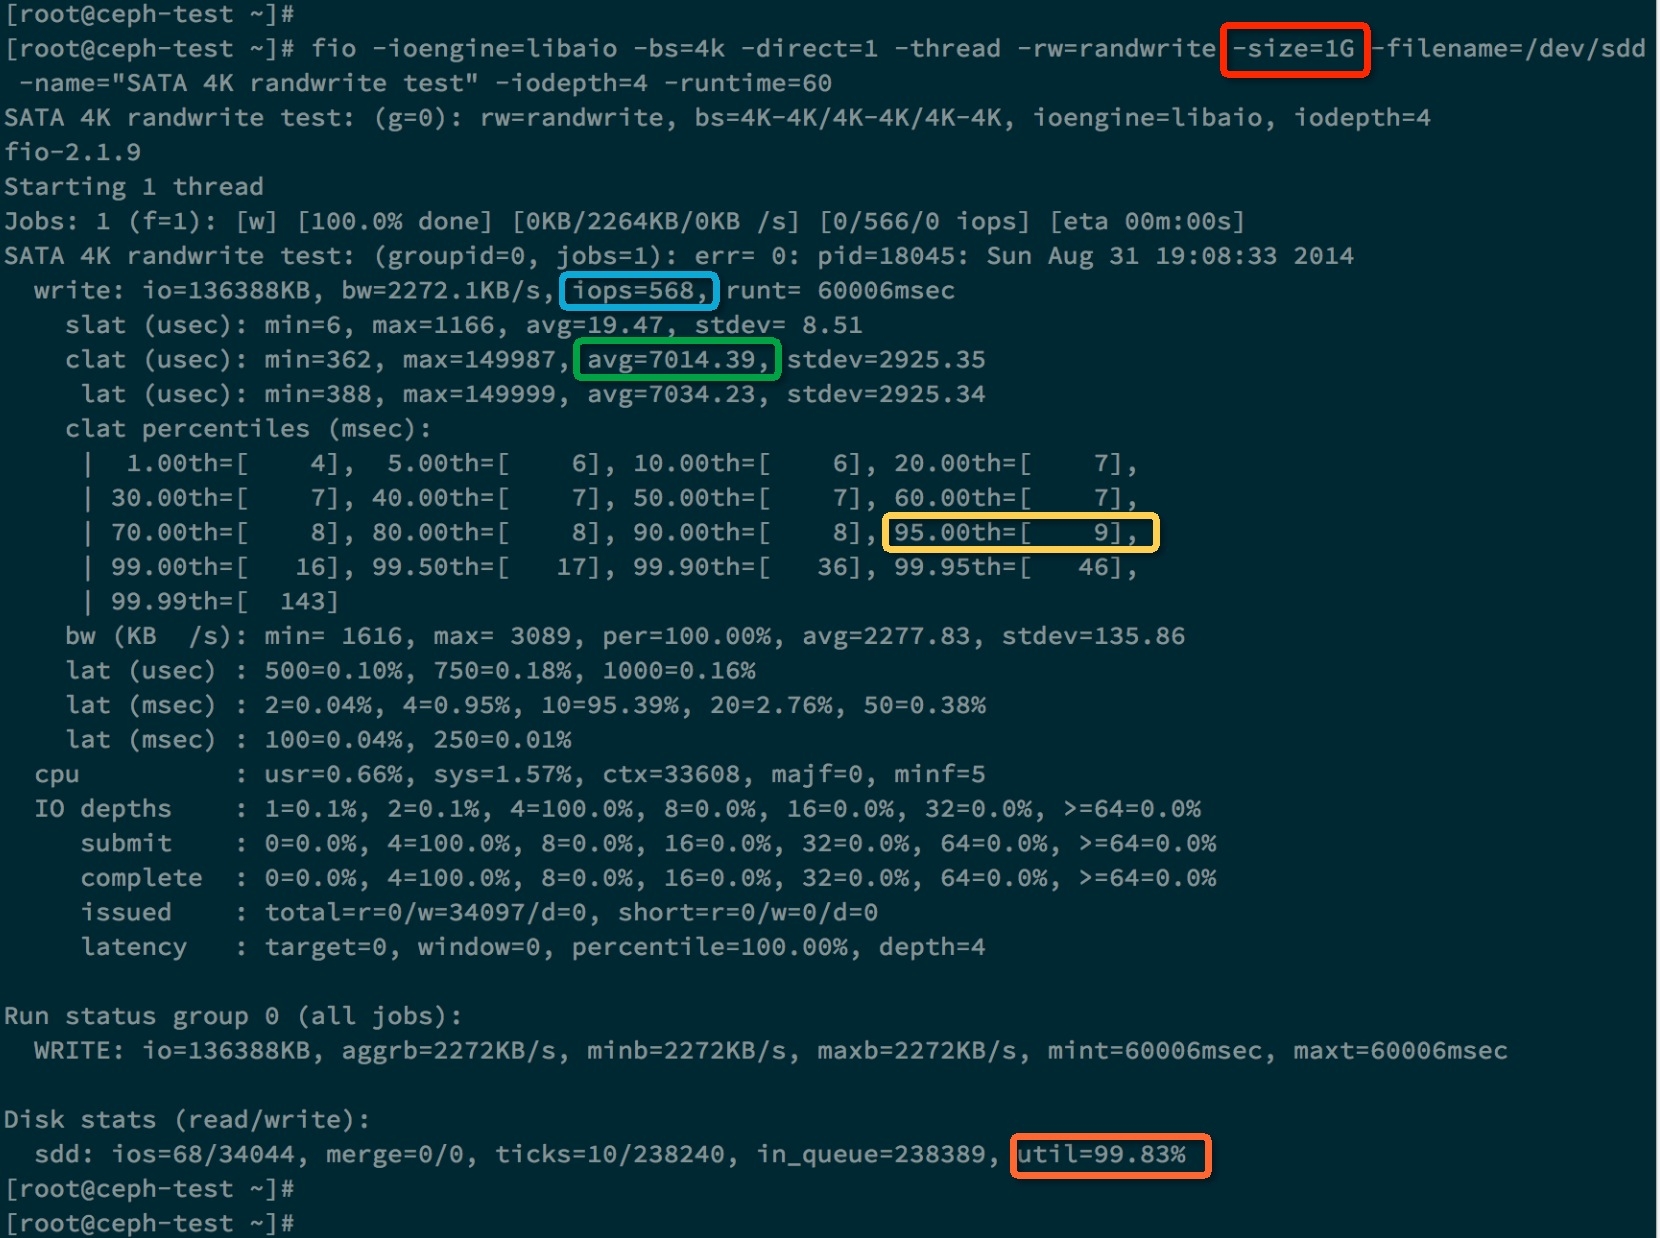 [root@ceph-test ~]#
[root@ceph-test ~]# fio -ioengine=libaio -bs=4k -direct=1 -thread -rw=randwrite -size=1G -filename=/dev/sdd
 -name="SATA 4K randwrite test" -iodepth=4 -runtime=60
SATA 4K randwrite test: (g=0): rw=randwrite, bs=4K-4K/4K-4K/4K-4K, ioengine=libaio, iodepth=4
fio-2.1.9
Starting 1 thread
Jobs: 1 (f=1): [w] [100.0% done] [0KB/2264KB/0KB /s] [0/566/0 iops] [eta 00m:00s]
SATA 4K randwrite test: (groupid=0, jobs=1): err= 0: pid=18045: Sun Aug 31 19:08:33 2014
  write: io=136388KB, bw=2272.1KB/s, iops=568, runt= 60006msec
    slat (usec): min=6, max=1166, avg=19.47, stdev= 8.51
    clat (usec): min=362, max=149987, avg=7014.39, stdev=2925.35
     lat (usec): min=388, max=149999, avg=7034.23, stdev=2925.34
    clat percentiles (msec):
     |  1.00th=[    4],  5.00th=[    6], 10.00th=[    6], 20.00th=[    7],
     | 30.00th=[    7], 40.00th=[    7], 50.00th=[    7], 60.00th=[    7],
     | 70.00th=[    8], 80.00th=[    8], 90.00th=[    8], 95.00th=[    9],
     | 99.00th=[   16], 99.50th=[   17], 99.90th=[   36], 99.95th=[   46],
     | 99.99th=[  143]
    bw (KB  /s): min= 1616, max= 3089, per=100.00%, avg=2277.83, stdev=135.86
    lat (usec) : 500=0.10%, 750=0.18%, 1000=0.16%
    lat (msec) : 2=0.04%, 4=0.95%, 10=95.39%, 20=2.76%, 50=0.38%
    lat (msec) : 100=0.04%, 250=0.01%
  cpu          : usr=0.66%, sys=1.57%, ctx=33608, majf=0, minf=5
  IO depths    : 1=0.1%, 2=0.1%, 4=100.0%, 8=0.0%, 16=0.0%, 32=0.0%, >=64=0.0%
     submit    : 0=0.0%, 4=100.0%, 8=0.0%, 16=0.0%, 32=0.0%, 64=0.0%, >=64=0.0%
     complete  : 0=0.0%, 4=100.0%, 8=0.0%, 16=0.0%, 32=0.0%, 64=0.0%, >=64=0.0%
     issued    : total=r=0/w=34097/d=0, short=r=0/w=0/d=0
     latency   : target=0, window=0, percentile=100.00%, depth=4
Run status group 0 (all jobs):
  WRITE: io=136388KB, aggrb=2272KB/s, minb=2272KB/s, maxb=2272KB/s, mint=60006msec, maxt=60006msec
Disk stats (read/write):
  sdd: ios=68/34044, merge=0/0, ticks=10/238240, in_queue=238389, util=99.83%
[root@ceph-test ~]#
[root@ceph-test ~]#